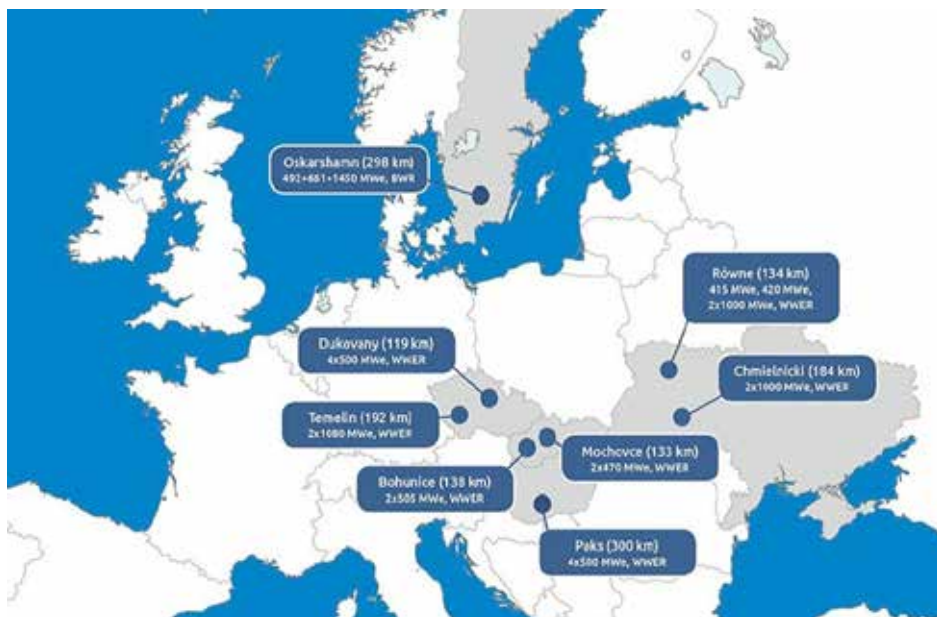 Oskarshamn (298 km)
492+661+1450 MWe, BWR
Równe (134 km)
415 MWe, 420 MWe,
2x1000 MWe, WWER
Dukovany (119 km)
4x500 MWe, WWER
Chmielnicki (184 km)
2x1000 MWe, WWER
Temelin (192 km)
2x1080 MWe, WWER
Mochovce (133 km)
2x470 MWe, WWER
Bohunice (138 km)
2x505 MWe, WWER
Paks (300 km)
4x500 MWe, WWER